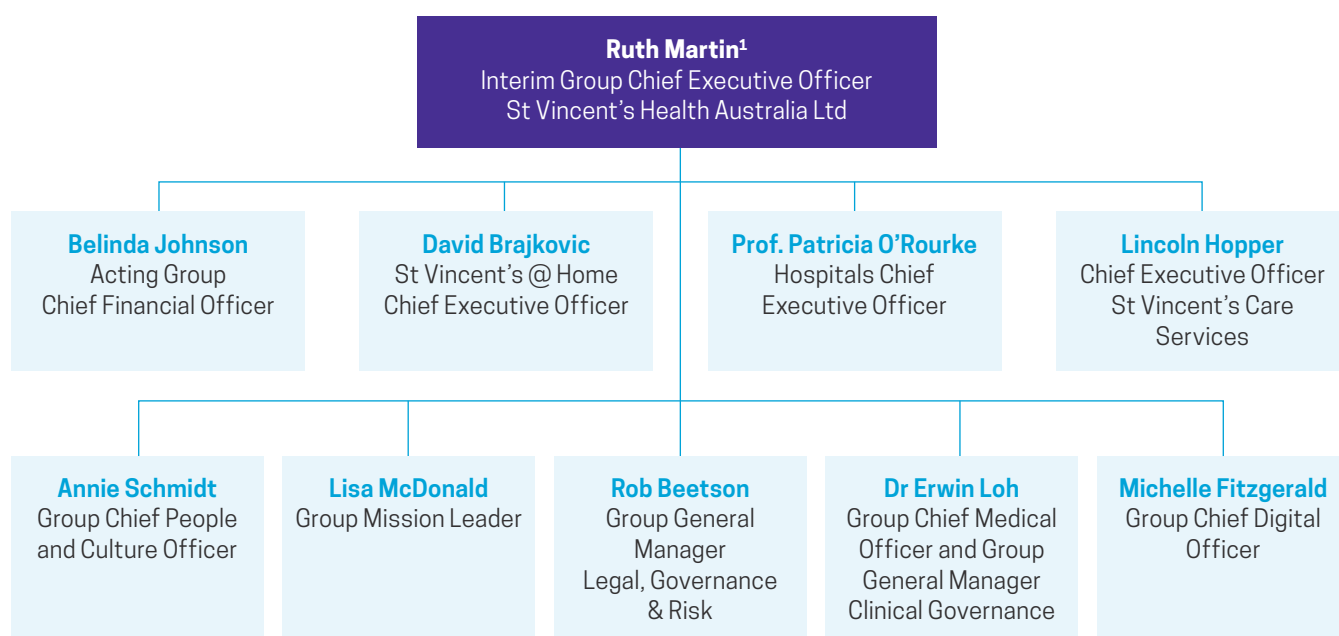 Ruth Martin¹
Interim Group Chief Executive Officer
St Vincent’s Health Australia Ltd
Belinda Johnson
Acting Group
Chief Financial Officer
David Brajkovic
St Vincent’s @ Home
Chief Executive Officer
Prof. Patricia O’Rourke
Hospitals Chief
Executive Officer
Lincoln Hopper
Chief Executive Officer
St Vincent’s Care
Services
Annie Schmidt
Group Chief People
and Culture Officer
Lisa McDonald
Group Mission Leader
Rob Beetson
Group General
Manager
Legal, Governance
& Risk
Dr Erwin Loh
Group Chief Medical
Officer and Group
General Manager
Clinical Governance
Michelle Fitzgerald
Group Chief Digital
Officer